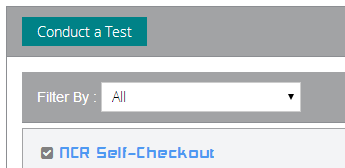 Conduct a Test
Filter By : All
NCR Self-Checkout